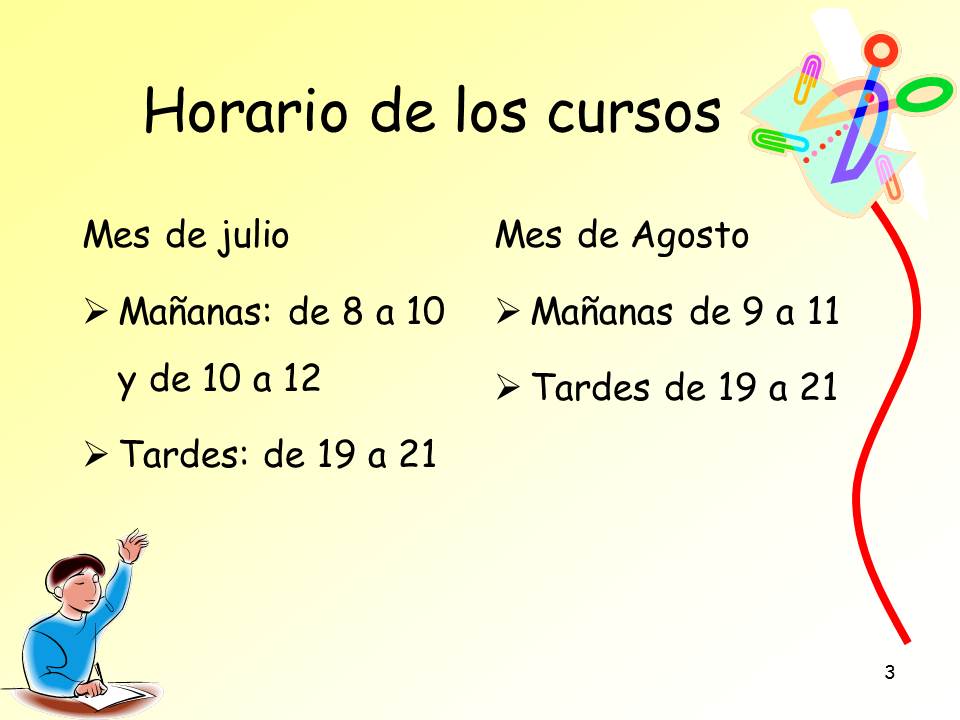 Horario de los cursos
Mes de julio
Mañanas: de 8 a 10
y de 10 a 12
Tardes: de 19 a 21
Mes de Agosto
Mañanas de 9 a 11
Tardes de 19 a 21
3